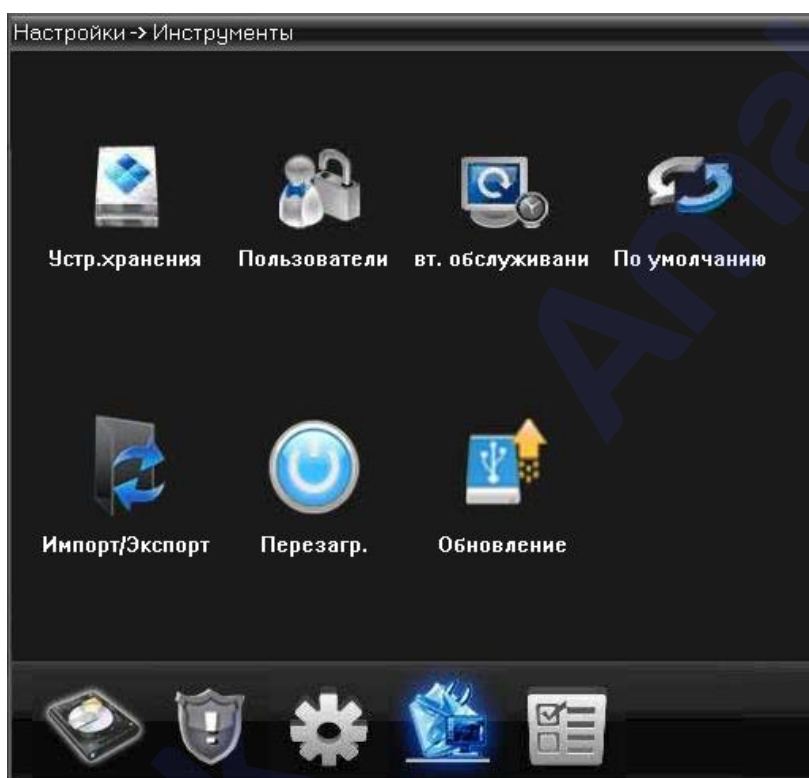 Настройки -> Инструменты
Устр.хранения Пользователи вт. обслуживани По умолчанию
Импорт/Экспорт Перезагр. Обновление